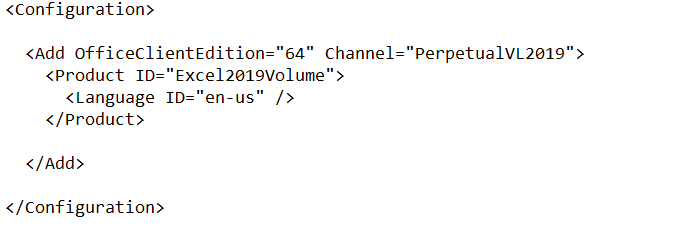 <Configuration>
<Add OfficeClientEdition="64" Channel="PerpetualVL2019">
<Product ID="Excel2019Volume">
<Language ID="en-us" />
</Product>
</Add>
</Configuration>